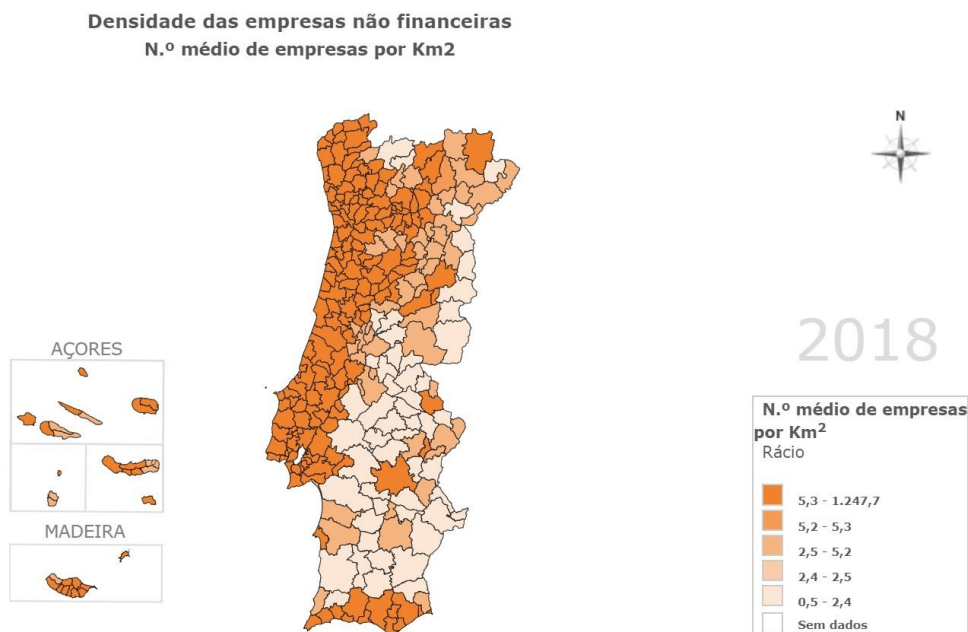 Densidade das empresas não financeiras
N.º médio de empresas por Km2
N
2018
AÇORES
MADEIRA
N.º médio de empresas
por Km²
Rácio
5,3 - 1.247,7
5,2 - 5,3
2,5 - 5,2
2,4 - 2,5
0,5 - 2,4
Sem dados